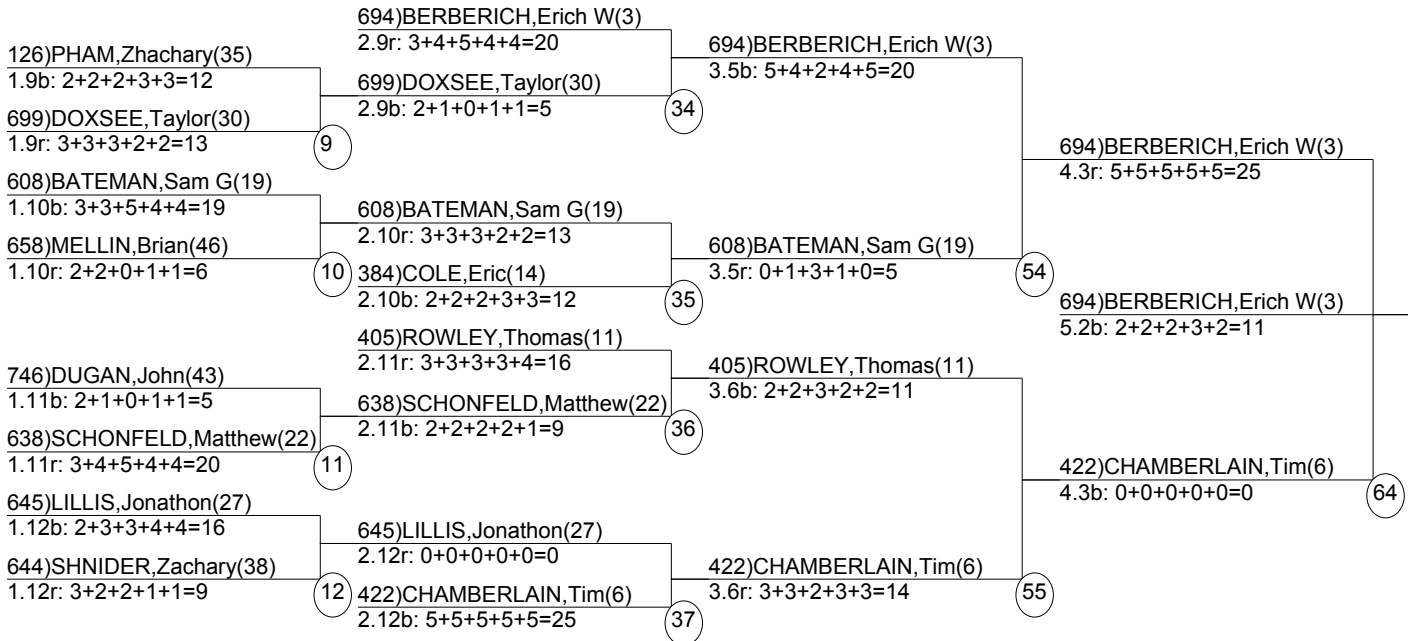 126)PHAM,Zhachary(35)
1.9b: 2+2+2+3+3=12
699)DOXSEE,Taylor(30)
1.9r: 3+3+3+2+2=13
9
608)BATEMAN,Sam G(19)
1.10b: 3+3+5+4+4=19
658)MELLIN,Brian(46)
1.10r: 2+2+0+1+1=6
10
746)DUGAN,John(43)
1.11b: 2+1+0+1+1=5
638)SCHONFELD,Matthew(22)
1.11r: 3+4+5+4+4=20
11
645)LILLIS,Jonathon(27)
1.12b: 2+3+3+4+4=16
644)SHNIDER,Zachary(38)
1.12r: 3+2+2+1+1=9
12
694)BERBERICH,Erich W(3)
2.9r: 3+4+5+4+4=20
699)DOXSEE,Taylor(30)
2.9b: 2+1+0+1+1=5
34
608)BATEMAN,Sam G(19)
2.10r: 3+3+3+2+2=13
384)COLE,Eric(14)
2.10b: 2+2+2+3+3=12
35
405)ROWLEY,Thomas(11)
2.11r: 3+3+3+3+4=16
638)SCHONFELD,Matthew(22)
2.11b: 2+2+2+2+1=9
36
645)LILLIS,Jonathon(27)
2.12r: 0+0+0+0+0=0
422)CHAMBERLAIN,Tim(6)
2.12b: 5+5+5+5+5=25
37
694)BERBERICH,Erich W(3)
3.5b: 5+4+2+4+5=20
608)BATEMAN,Sam G(19)
3.5r: 0+1+3+1+0=5
54
405)ROWLEY,Thomas(11)
3.6b: 2+2+3+2+2=11
422)CHAMBERLAIN,Tim(6)
3.6r: 3+3+2+3+3=14
55
694)BERBERICH,Erich W(3)
4.3r: 5+5+5+5+5=25
694)BERBERICH,Erich W(3)
5.2b: 2+2+2+3+2=11
422)CHAMBERLAIN,Tim(6)
4.3b: 0+0+0+0+0=0
64